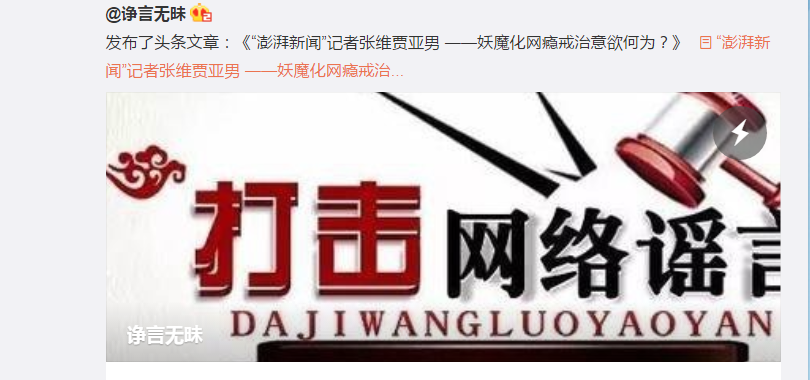 @诤言无昧
发布了头条文章：《“澎湃新闻”记者张维贾亚男 ——妖魔化网瘾戒治意欲何为？》 “澎湃新
闻”记者张维贾亚男 ——妖魔化网瘾戒治...
打击网络谣言
DAJIWANGLUOYAOYAN
诤言无昧